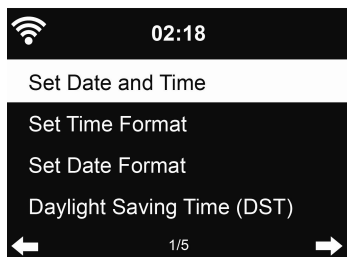 02:18
Set Date and Time
Set Time Format
Set Date Format
Daylight Saving Time (DST)
1/5